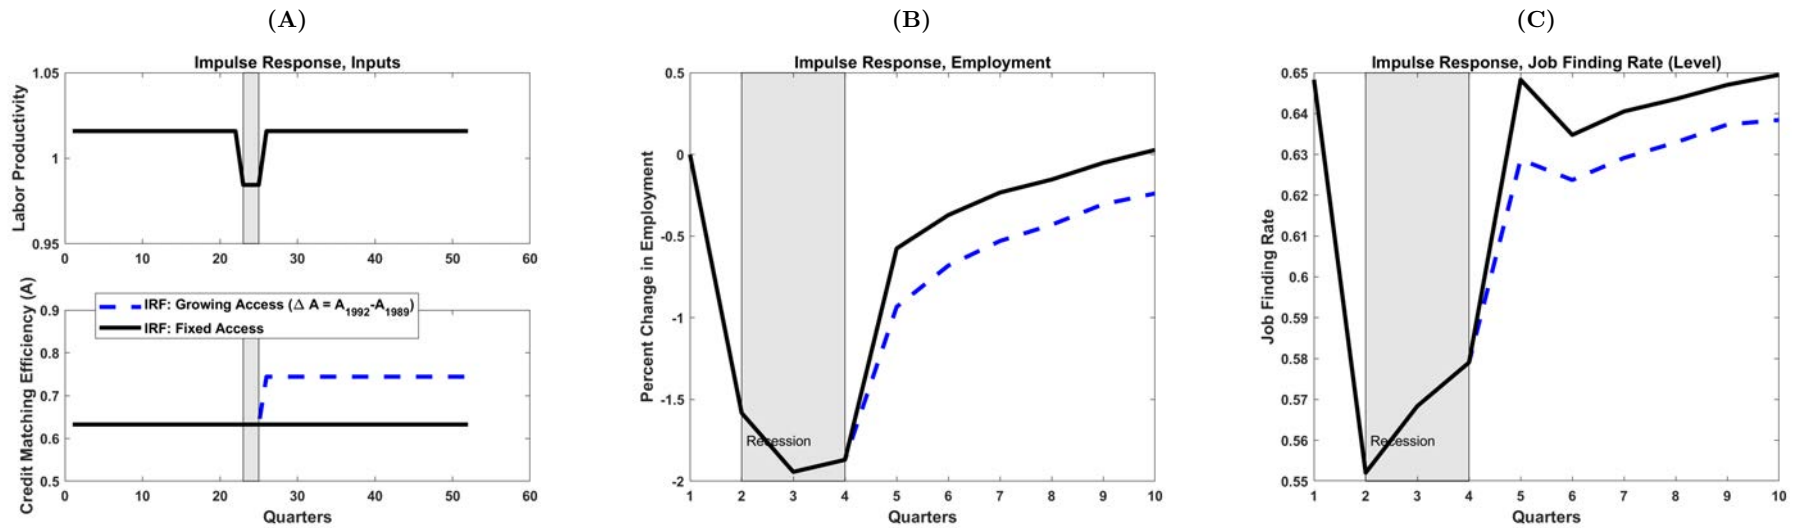 (A)
Impulse Response, Inputs
Labor Productivity
1.05
1
0.95
0 10 20 30 40 50 60
IRF: Growing Access (Δ A = A1992-A1989)
IRF: Fixed Access
Credit Matching Efficiency (A)
0.9
0.8
0.7
0.6
0.5
0 10 20 30 40 50 60
Quarters
(B)
Impulse Response, Employment
Percent Change in Employment
0.5
0
-0.5
-1
-1.5
-2
Recession
1 2 3 4 5 6 7 8 9 10
Quarters
(C)
Impulse Response, Job Finding Rate (Level)
Job Finding Rate
0.65
0.64
0.63
0.62
0.61
0.6
0.59
0.58
0.57
0.56
0.55
Recession
1 2 3 4 5 6 7 8 9 10
Quarters